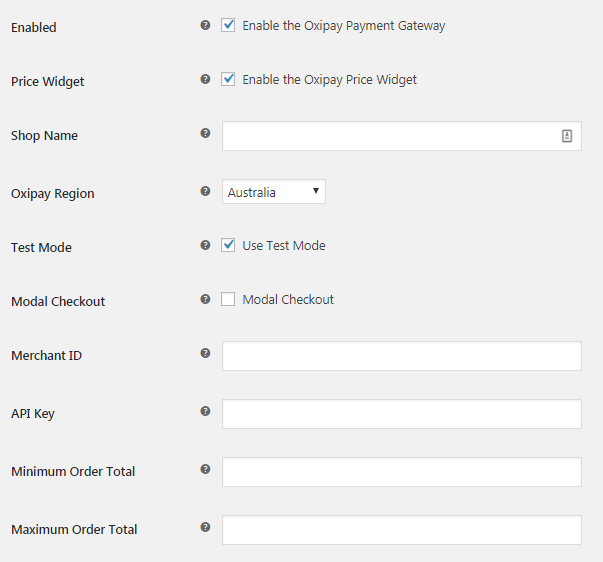 Enabled Enable the Oxipay Payment Gateway
Price Widget Enable the Oxipay Price Widget
Shop Name
Oxipay Region Australia
Test Mode Use Test Mode
Modal Checkout Modal Checkout
Merchant ID
API Key
Minimum Order Total
Maximum Order Total